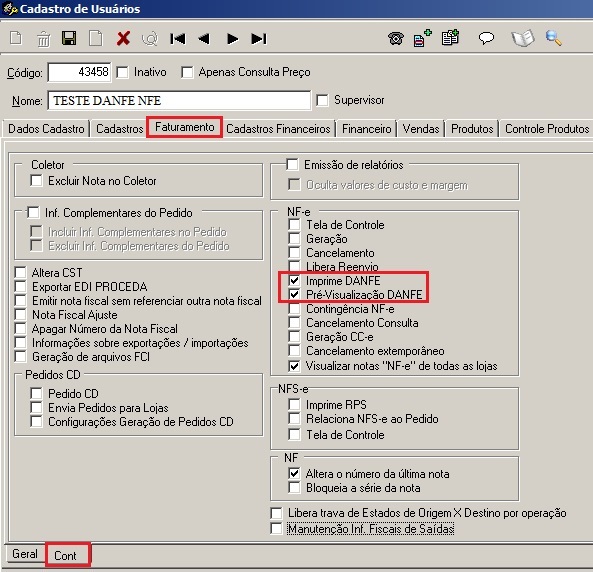 Cadastro de Usuários
Código: 43458 Inativo Apenas Consulta Preço
Nome: TESTE DANFE NFE Supervisor
Dados Cadastro Cadastros Faturamento Cadastros Financeiros Financeiro Vendas Produtos Controle Produtos
Coletor
Excluir Nota no Coletor
Inf. Complementares do Pedido
Incluir Inf. Complementares no Pedido
Excluir Inf. Complementares do Pedido
Altera CST
Exportar EDI PROCEDA
Emitir nota fiscal sem referenciar outra nota fiscal
Nota Fiscal Ajuste
Apagar Número da Nota Fiscal
Informações sobre exportações / importações
Geração de arquivos FCI
Pedidos CD
Pedido CD
Envia Pedidos para Lojas
Configurações Geração de Pedidos CD
Emissão de relatórios
Oculta valores de custo e margem
NF-e
Tela de Controle
Geração
Cancelamento
Libera Reenvio
Imprime DANFE
Pré-Visualização DANFE
Contingência NF-e
Cancelamento Consulta
Geração CC-e
Cancelamento extemporâneo
Visualizar notas "NF-e" de todas as lojas
NFS-e
Imprime RPS
Relaciona NFS-e ao Pedido
Tela de Controle
NF
Altera o número da última nota
Bloqueia a série da nota
Libera trava de Estados de Origem X Destino por operação
Manutenção Inf. Fiscais de Saídas
Geral Cont